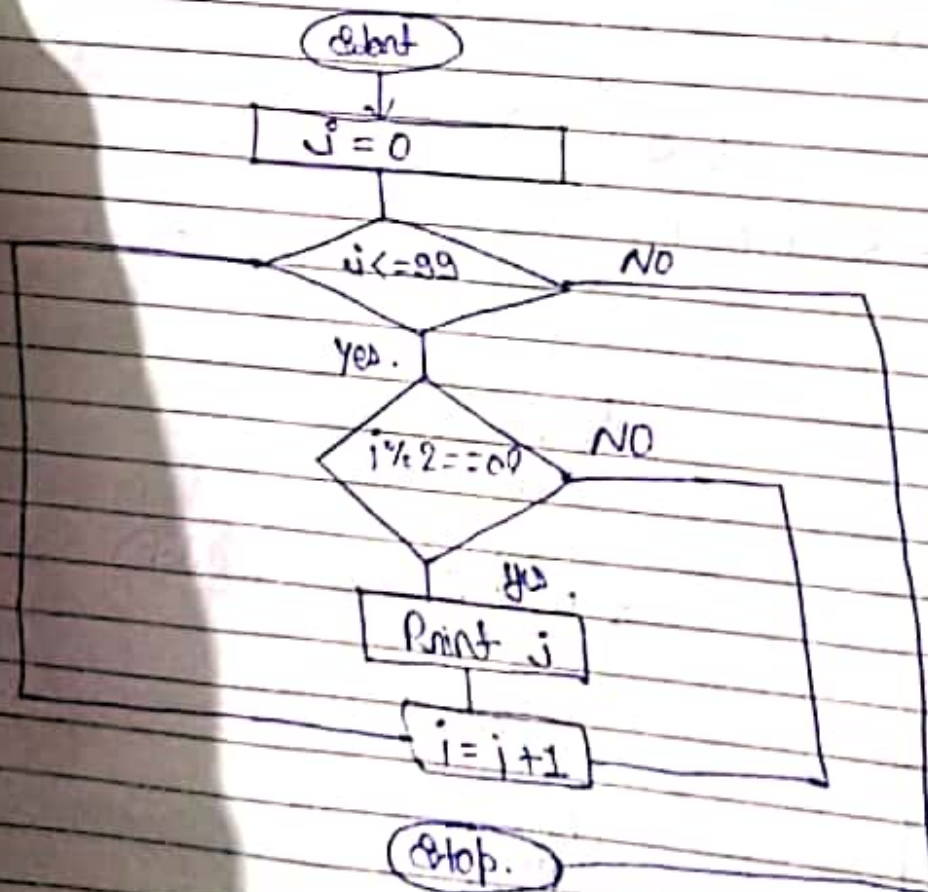 Start
j = 0
j<=99
NO
Yes.
j%2==0?
NO
yes.
Print j
j=j+1
Stop.